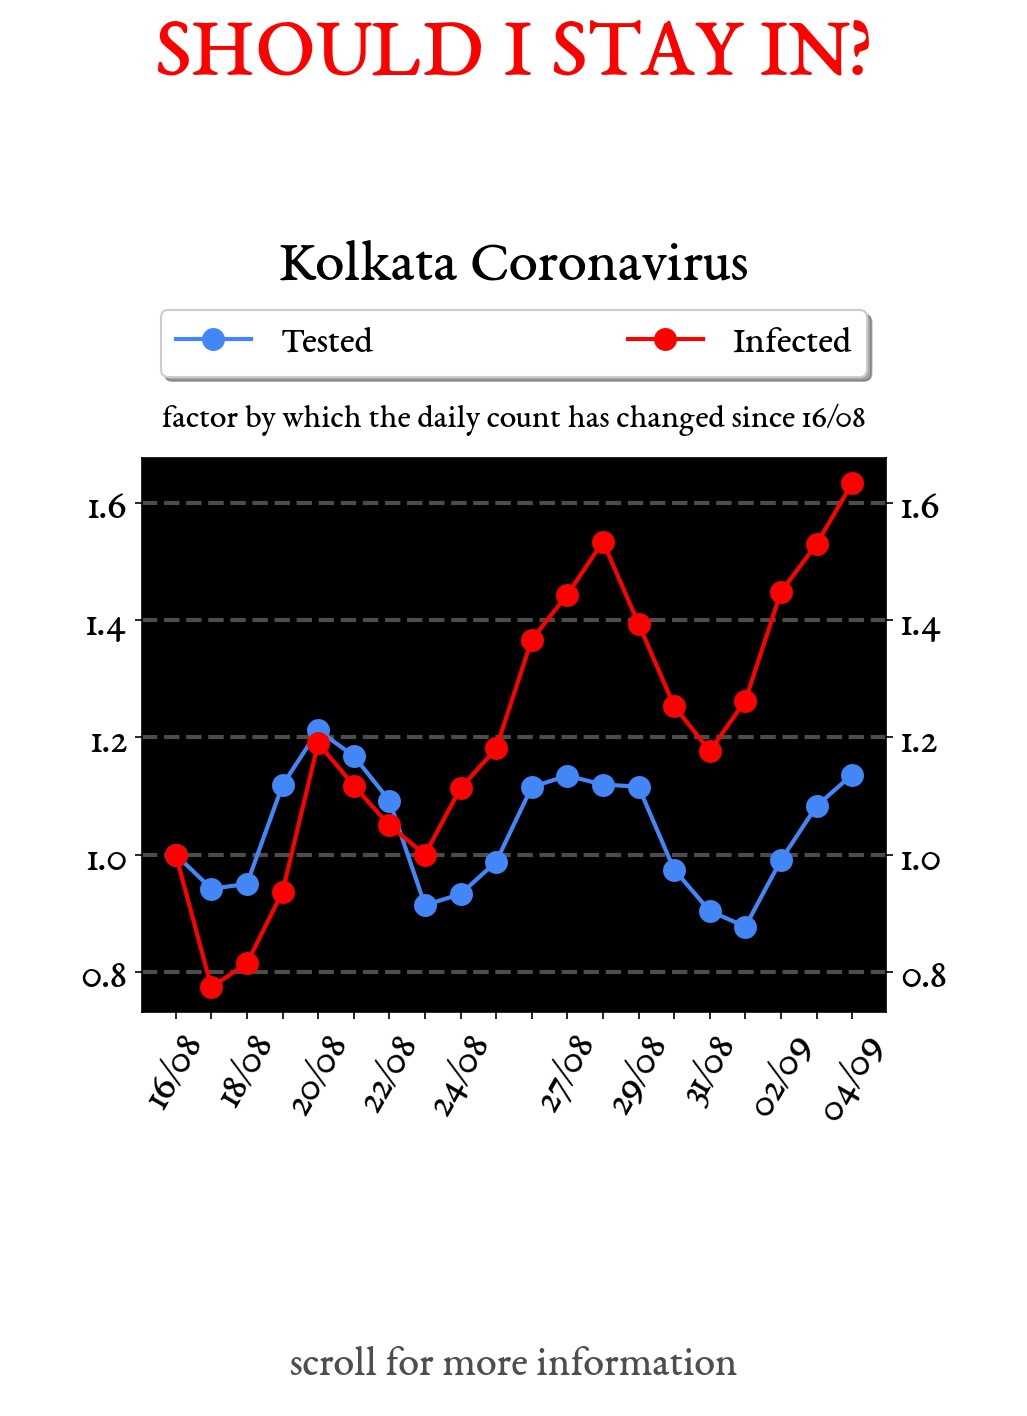 SHOULD I STAY IN?
Kolkata Coronavirus
Tested Infected
factor by which the daily count has changed since 16/08
1.6 1.6
1.4 1.4
1.2 1.2
1.0 1.0
0.8 0.8
16/08 18/08 20/08 22/08 24/08 27/08 29/08 31/08 02/09 04/09
scroll for more information